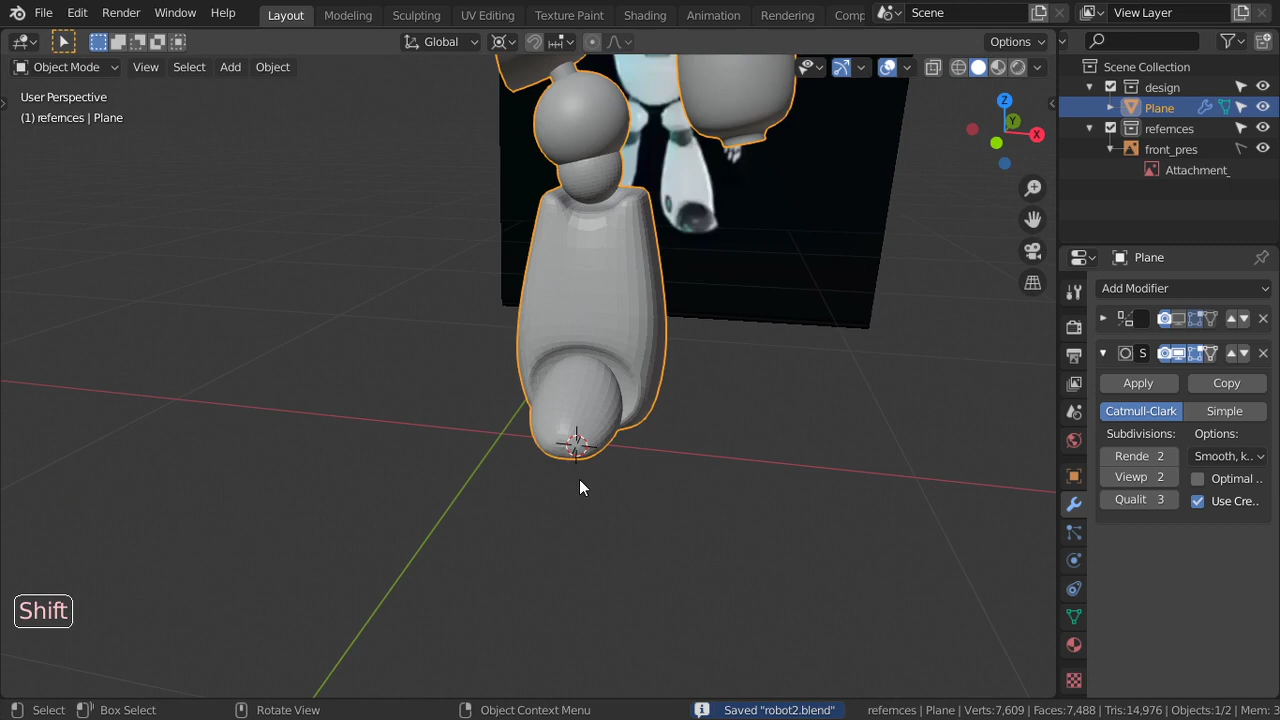 File Edit Render Window Help Layout Modeling Sculpting UV Editing Texture Paint Shading Animation Rendering Comp Scene View Layer
Global Options
Object Mode View Select Add Object
User Perspective
(1) refernces | Plane
Z
Y
X
Shift
Scene Collection
design
Plane
refernces
front_pres
Attachment_
Plane
Add Modifier
S
Apply Copy
Catmull-Clark Simple
Subdivisions: Options:
Rende 2 Smooth, k..
Viewp 2 Optimal ..
Qualit 3 Use Cre..
Select Box Select Rotate View Object Context Menu Saved "robot2.blend" refernces | Plane | Verts:7,609 | Faces:7,488 | Tris:14,976 | Objects:1/2 | Mem: 3